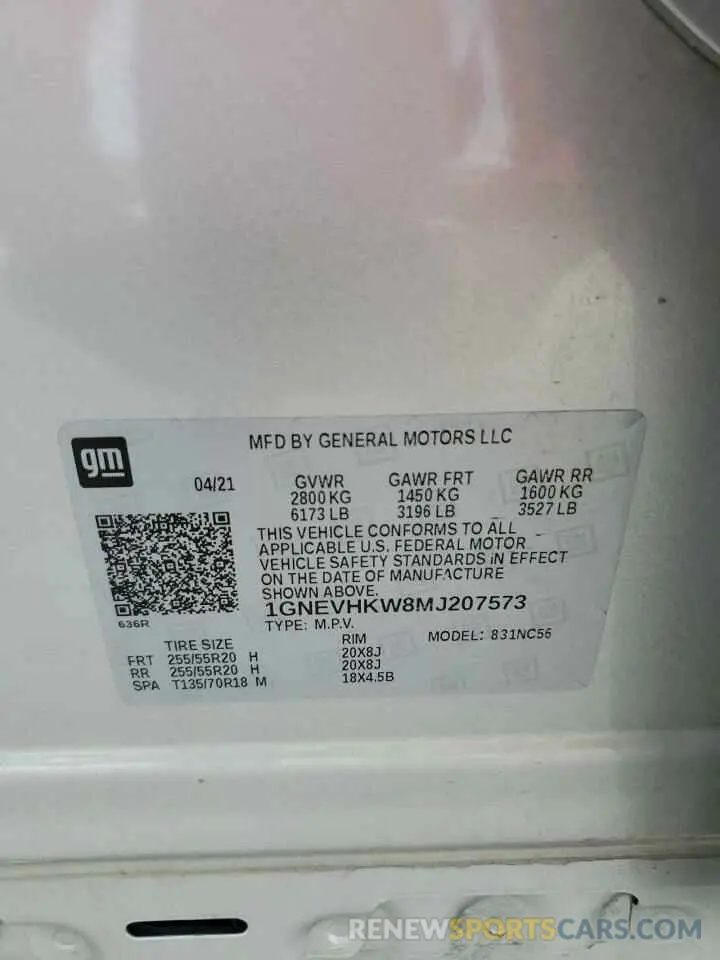 gm
MFD BY GENERAL MOTORS LLC
04/21 GVWR GAWR FRT GAWR RR
2800 KG 1450 KG 1600 KG
6173 LB 3196 LB 3527 LB
THIS VEHICLE CONFORMS TO ALL
APPLICABLE U.S. FEDERAL MOTOR
VEHICLE SAFETY STANDARDS IN EFFECT
ON THE DATE OF MANUFACTURE
SHOWN ABOVE.
1GNEVHKW8MJ207573
636R
TYPE: M.P.V. MODEL: 831NC56
TIRE SIZE RIM
FRT 255/55R20 H 20X8J
RR 255/55R20 H 20X8J
SPA T135/70R18 M 18X4.5B
RENEWSPORTSCARS.COM